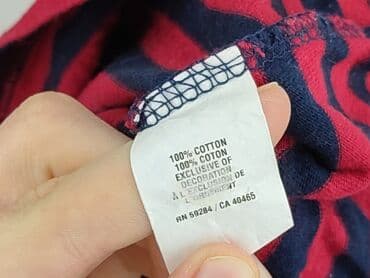 100% COTTON
100% COTON
EXCLUSIVE OF
DECORATION
À L'EXCLUSION DE
L'ORNEMENT
RN 59284 / CA 40465